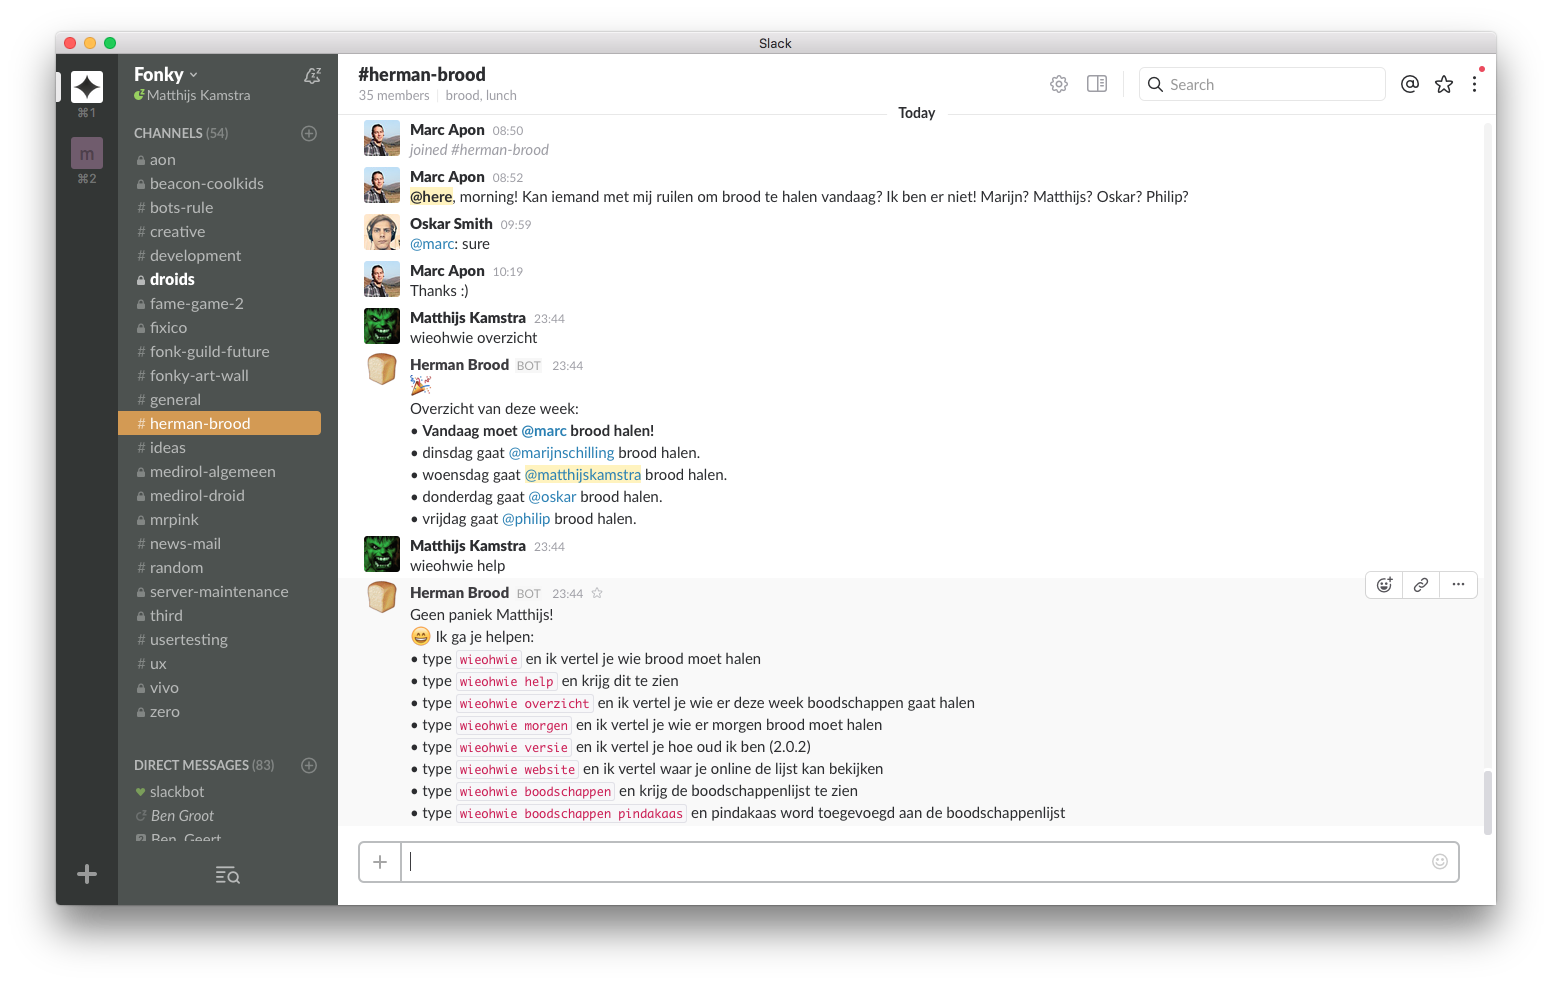 Slack
⌘1
m
⌘2
Fonky
Matthijs Kamstra
CHANNELS (54)
aon
beacon-coolkids
# bots-rule
# creative
# development
droids
fame-game-2
fixico
# fonk-guild-future
# fonky-art-wall
# general
# herman-brood
# ideas
medirol-algemeen
medirol-droid
mrpink
# news-mail
# random
server-maintenance
third
# usertesting
# ux
vivo
zero
DIRECT MESSAGES (83)
slackbot
Ben Groot
Ben, Geert
#herman-brood
35 members | brood, lunch
Search
Today
Marc Apon 08:50
joined #herman-brood
Marc Apon 08:52
@here, morning! Kan iemand met mij ruilen om brood te halen vandaag? Ik ben er niet! Marijn? Matthijs? Oskar? Philip?
Oskar Smith 09:59
@marc: sure
Marc Apon 10:19
Thanks :)
Matthijs Kamstra 23:44
wieohwie overzicht
Herman Brood BOT 23:44
🎉
Overzicht van deze week:
• Vandaag moet @marc brood halen!
• dinsdag gaat @marijnschilling brood halen.
• woensdag gaat @matthijskamstra brood halen.
• donderdag gaat @oskar brood halen.
• vrijdag gaat @philip brood halen.
Matthijs Kamstra 23:44
wieohwie help
Herman Brood BOT 23:44
Geen paniek Matthijs!
😄 Ik ga je helpen:
• type wieohwie en ik vertel je wie brood moet halen
• type wieohwie help en krijg dit te zien
• type wieohwie overzicht en ik vertel je wie er deze week boodschappen gaat halen
• type wieohwie morgen en ik vertel je wie er morgen brood moet halen
• type wieohwie versie en ik vertel je hoe oud ik ben (2.0.2)
• type wieohwie website en ik vertel waar je online de lijst kan bekijken
• type wieohwie boodschappen en krijg de boodschappenlijst te zien
• type wieohwie boodschappen pindakaas en pindakaas word toegevoegd aan de boodschappenlijst